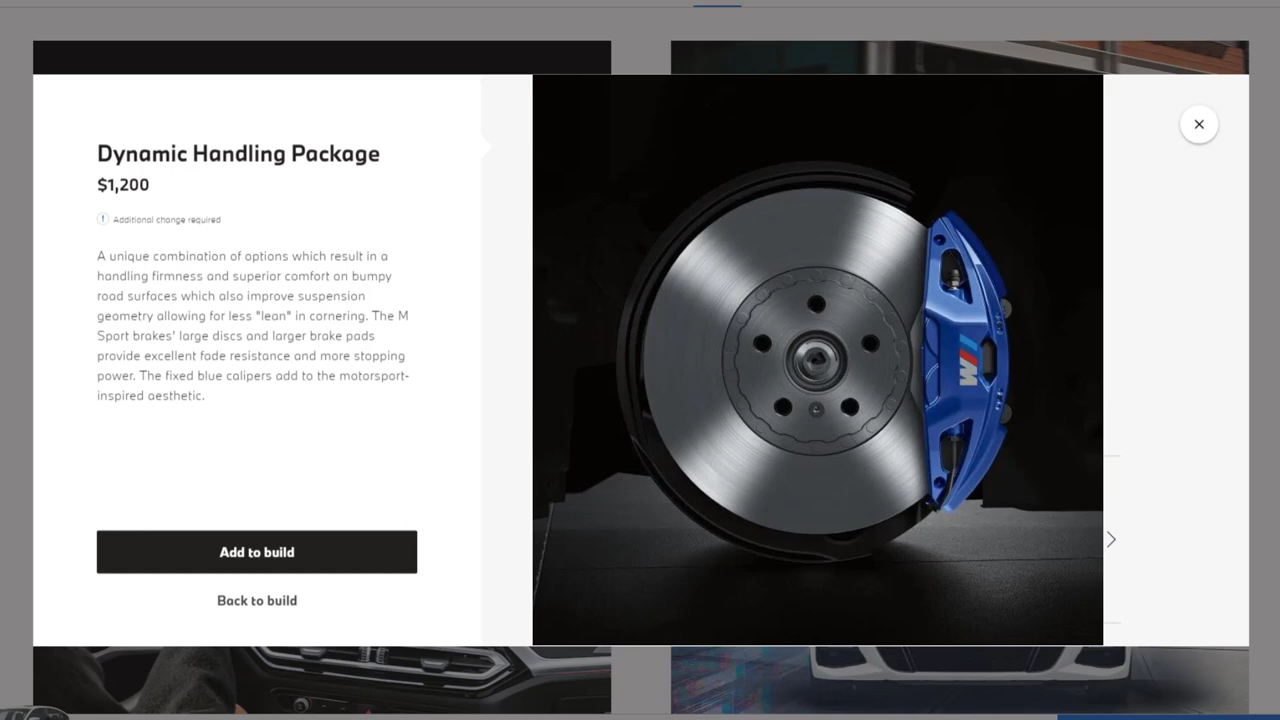 Dynamic Handling Package
$1,200
! Additional change required
A unique combination of options which result in a
handling firmness and superior comfort on bumpy
road surfaces which also improve suspension
geometry allowing for less "lean" in cornering. The M
Sport brakes' large discs and larger brake pads
provide excellent fade resistance and more stopping
power. The fixed blue calipers add to the motorsport-
inspired aesthetic.
Add to build
Back to build
M